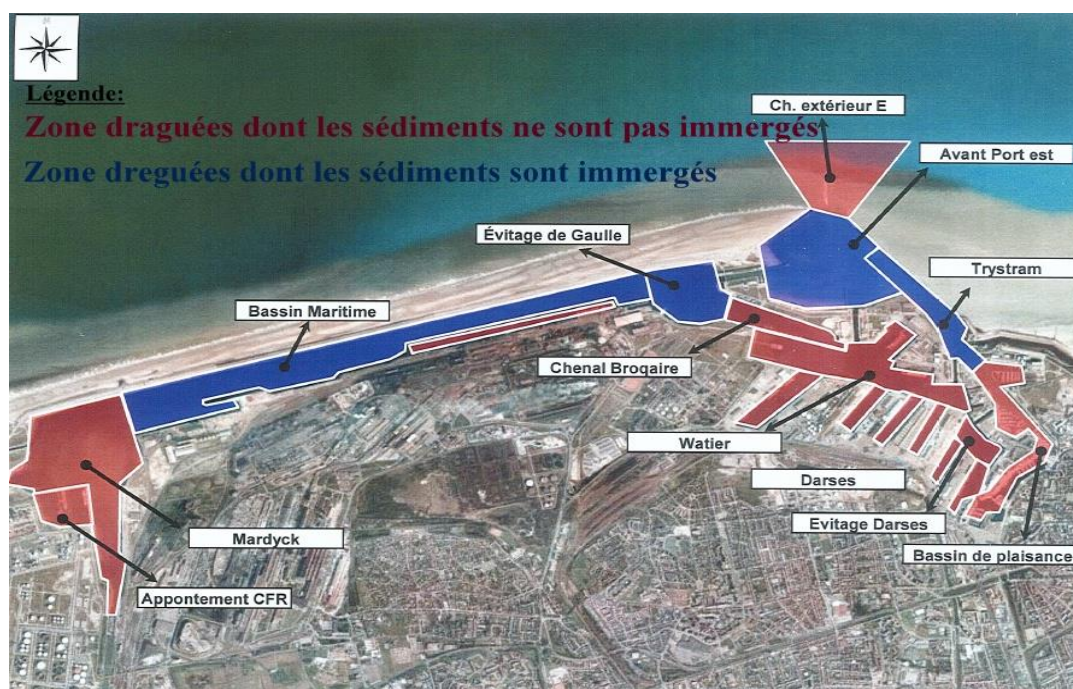 Légende:
Zone draguées dont les sédiments ne sont pas immergés
Zone dreguées dont les sédiments sont immergés
Ch. extérieur E
Avant Port est
Évitage de Gaulle
Trystram
Bassin Maritime
Chenal Broqaire
Watier
Darses
Evitage Darses
Mardyck
Bassin de plaisance
Appontement CFR